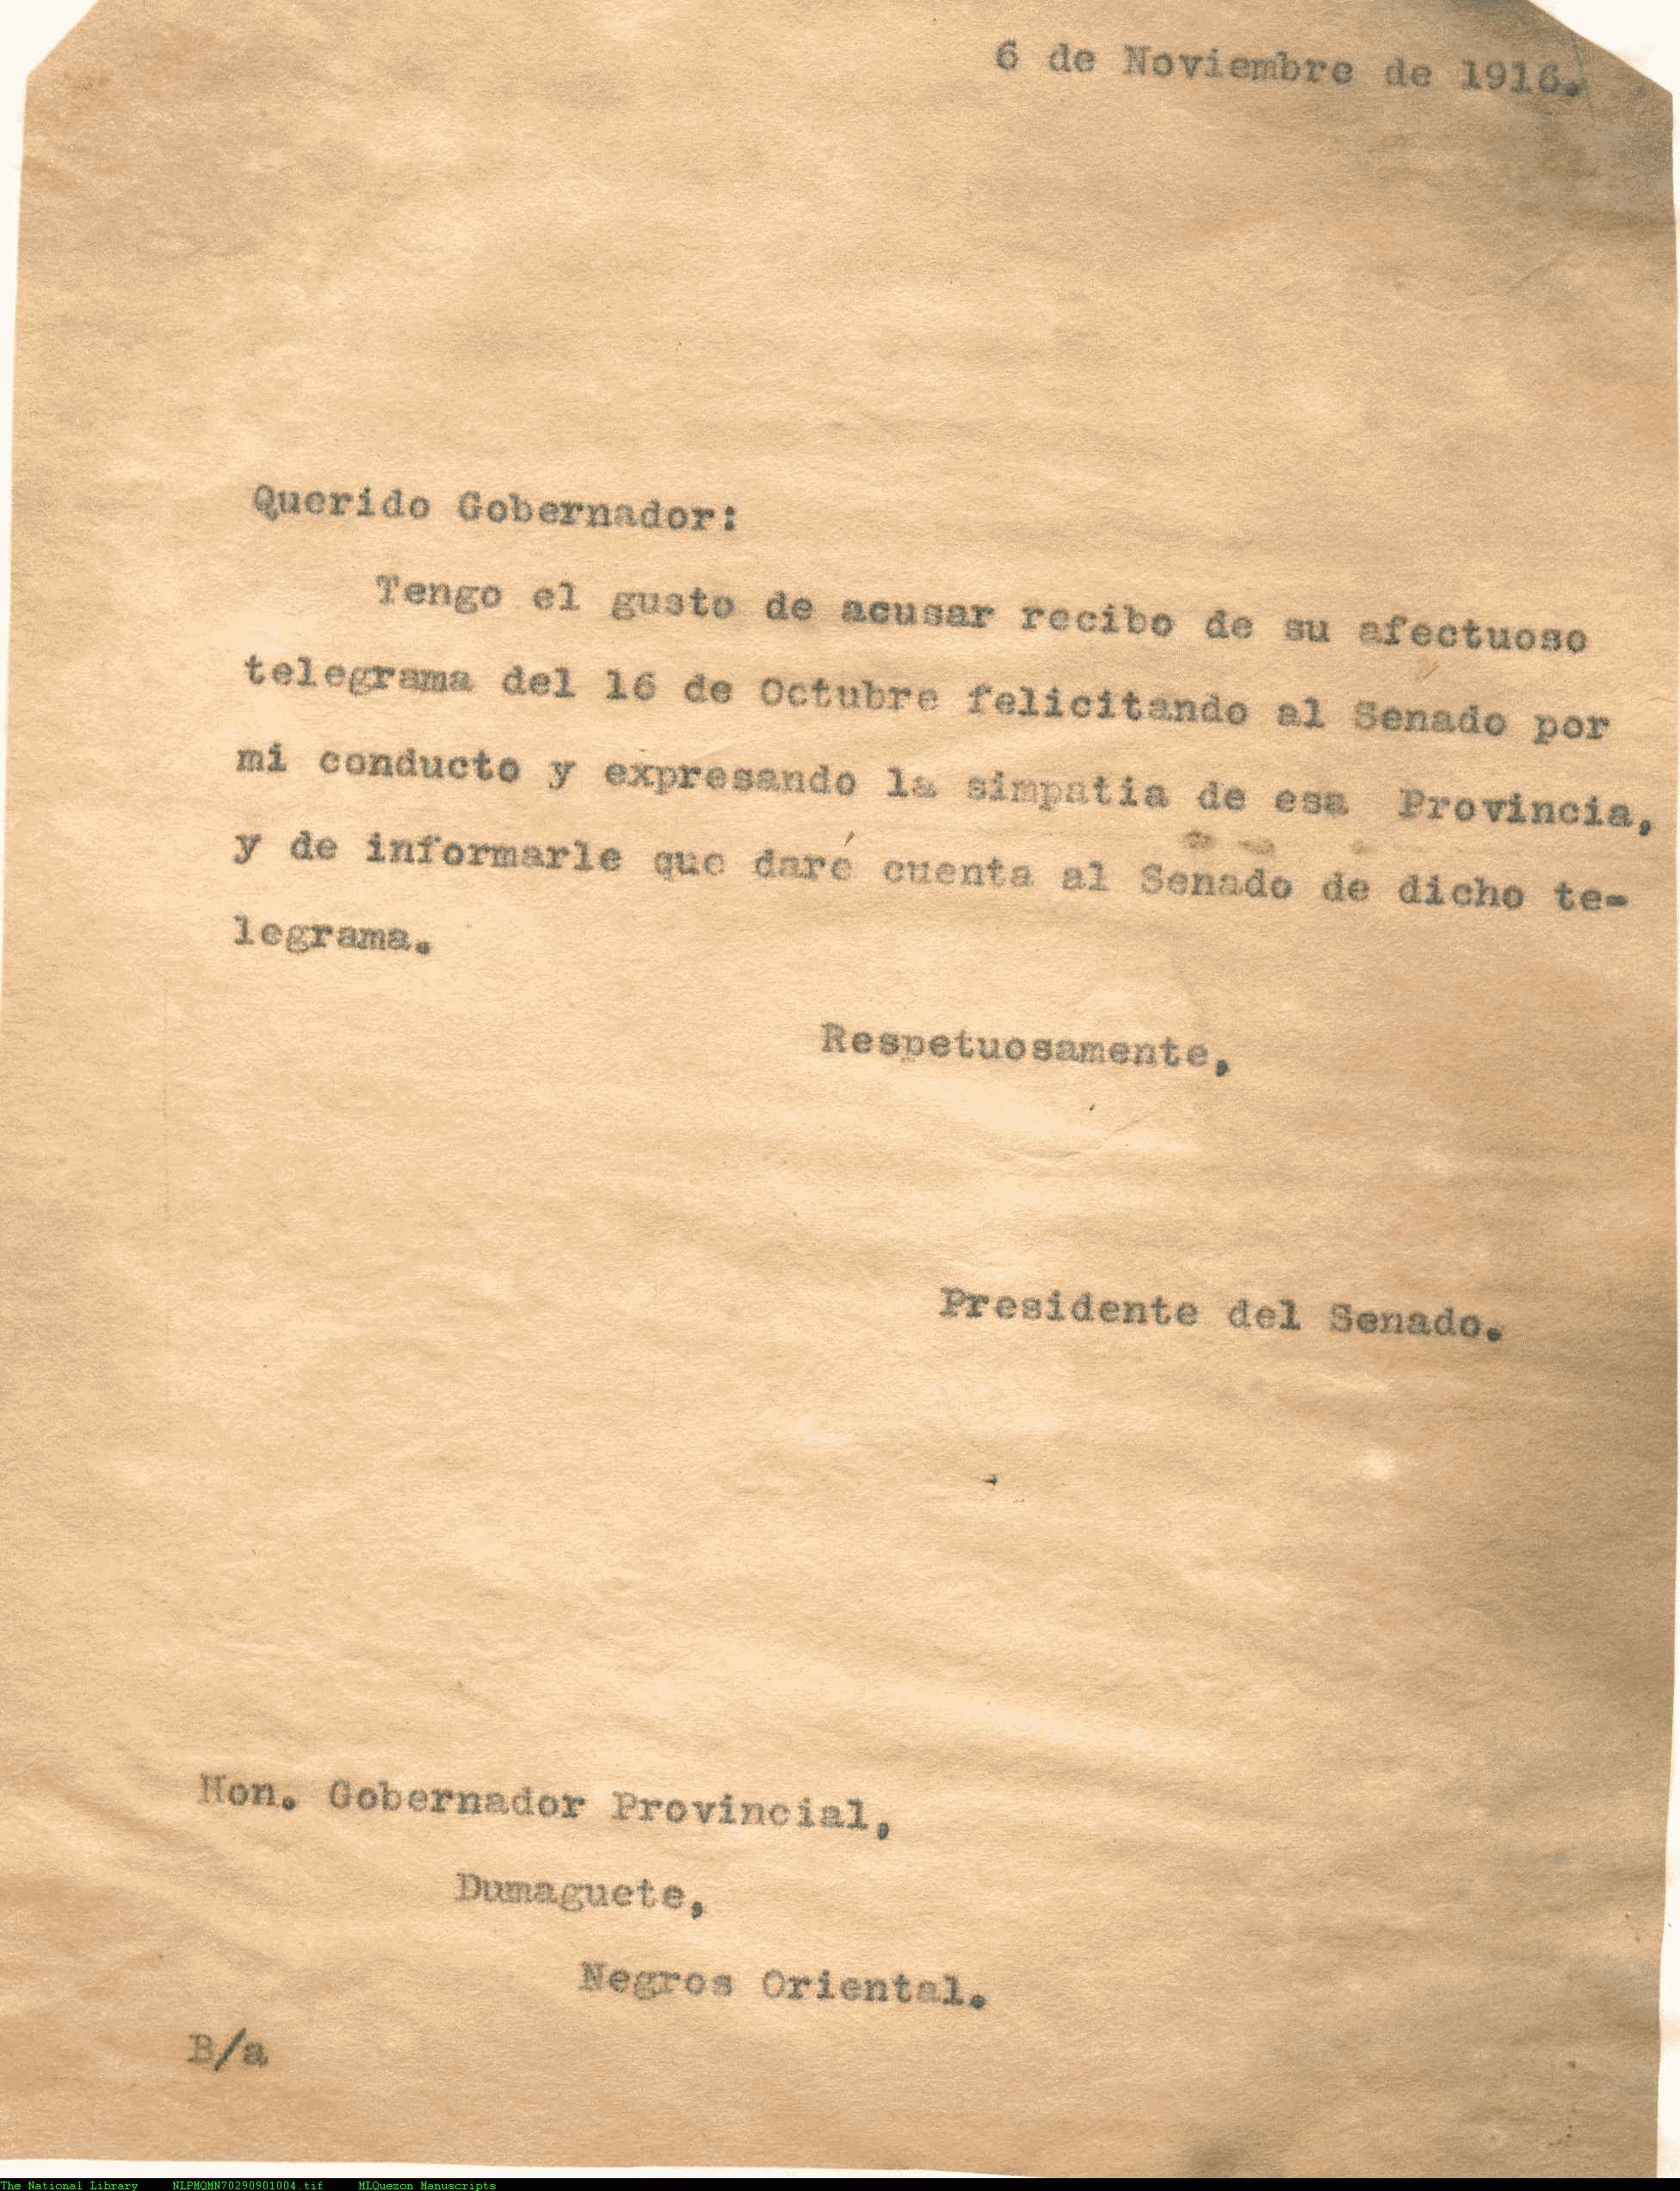 6 de Noviembre de 1916.
Querido Gobernador:
Tengo el gusto de acusar recibo de su afectuoso
telegrama del 16 de Octubre felicitando al Senado por
mi conducto y expresando la simpatia de esa Provincia,
y de informarle que daré cuenta al Senado de dicho te-
legrama.
Respetuosamente,
Presidente del Senado.
Hon. Gobernador Provincial,
Dumaguete,
Negros Oriental.
B/a
The National Library NLPMQMN70290901004.tif MLQuezon Manuscripts